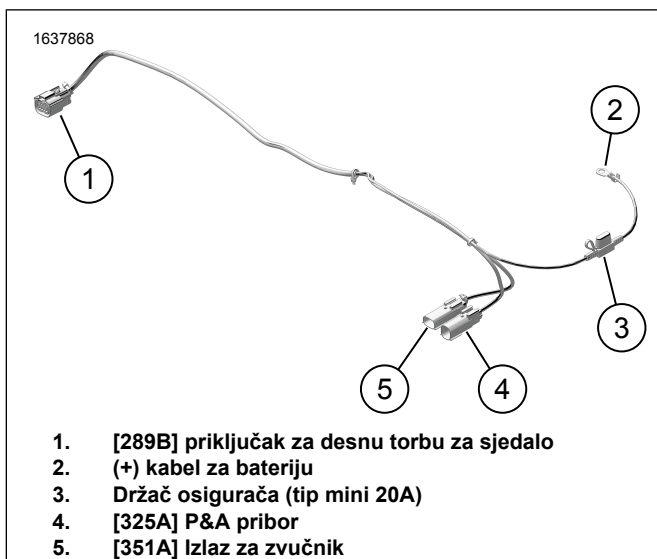 1637868
1
2
3
5
4
1. [289B] priključak za desnu torbu za sjedalo
2. (+) kabel za bateriju
3. Držač osigurača (tip mini 20A)
4. [325A] P&A pribor
5. [351A] Izlaz za zvučnik